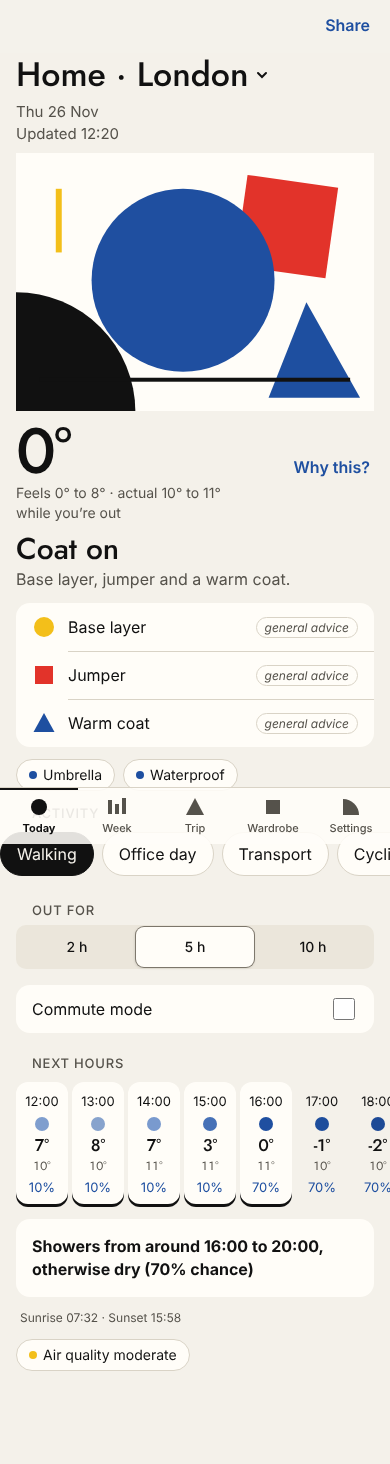 Share
Home · London
Thu 26 Nov
Updated 12:20
0°
Why this?
Feels 0° to 8° · actual 10° to 11°
while you’re out
Coat on
Base layer, jumper and a warm coat.
Base layer general advice
Jumper general advice
Warm coat general advice
Umbrella Waterproof
ACTIVITY
Today Week Trip Wardrobe Settings
Walking Office day Transport Cycli
OUT FOR
2 h 5 h 10 h
Commute mode
NEXT HOURS
12:00 13:00 14:00 15:00 16:00 17:00 18:00
7° 8° 7° 3° 0° -1° -2°
10° 10° 11° 11° 11° 10° 10°
10% 10% 10% 10% 70% 70% 70%
Showers from around 16:00 to 20:00,
otherwise dry (70% chance)
Sunrise 07:32 · Sunset 15:58
Air quality moderate